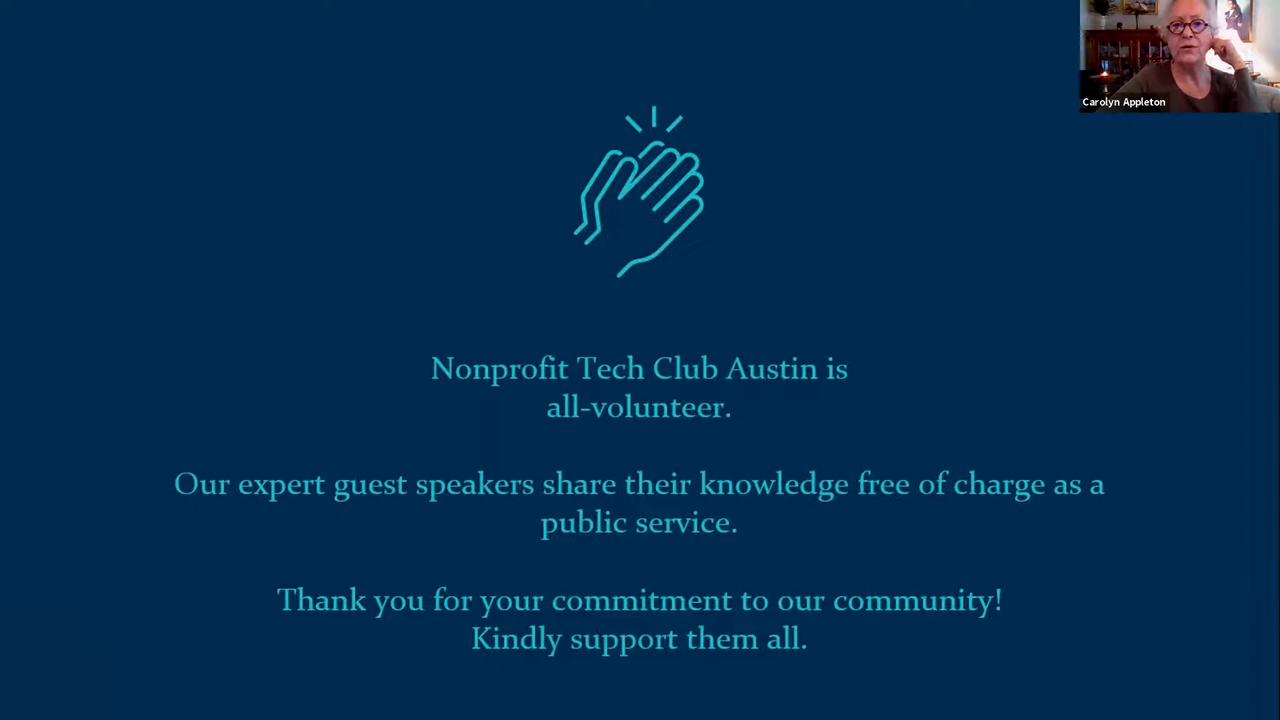 Carolyn Appleton
Nonprofit Tech Club Austin is
all-volunteer.
Our expert guest speakers share their knowledge free of charge as a
public service.
Thank you for your commitment to our community!
Kindly support them all.